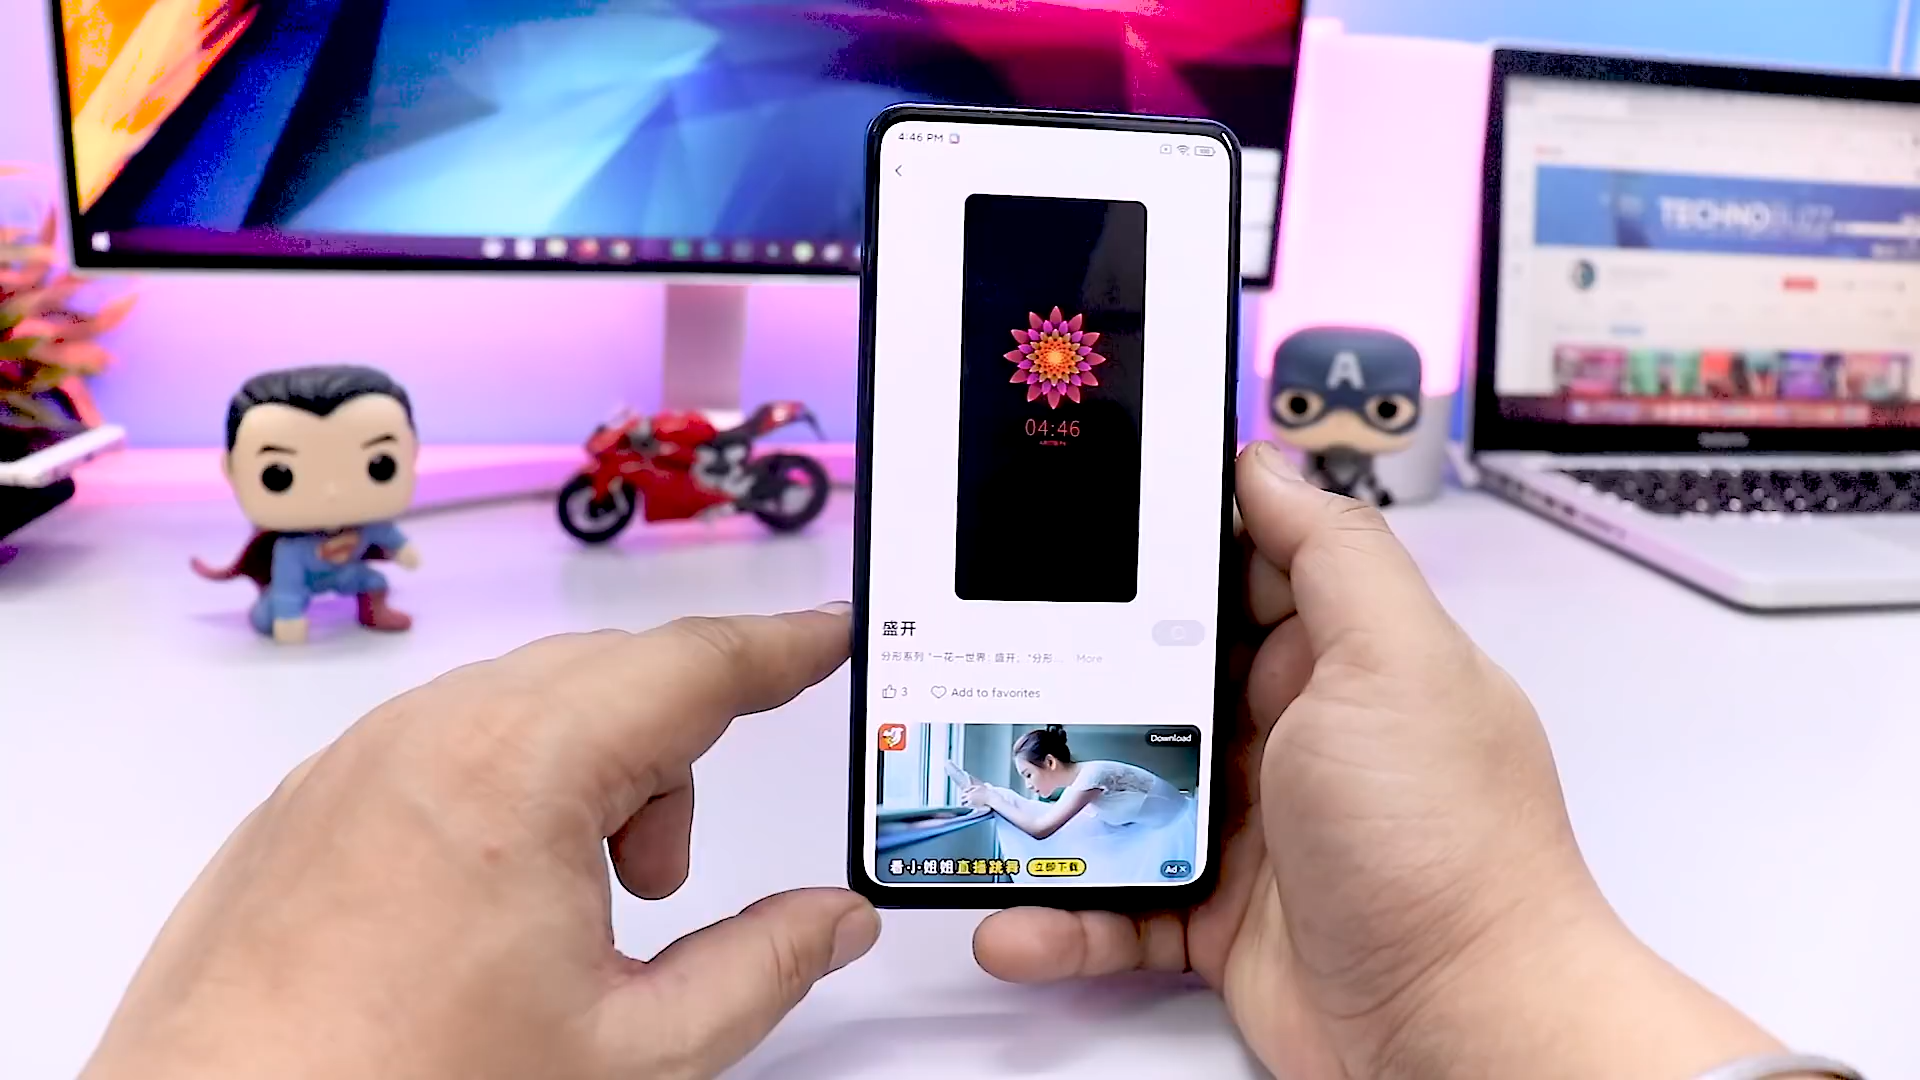 4:46 PM
04:46
盛开
分形系列 "一花一世界: 盛开; "分形... More
3
Add to favorites
Download
看小姐姐直播跳舞
立即下载
Ad X
A
TECHNOBUZZ